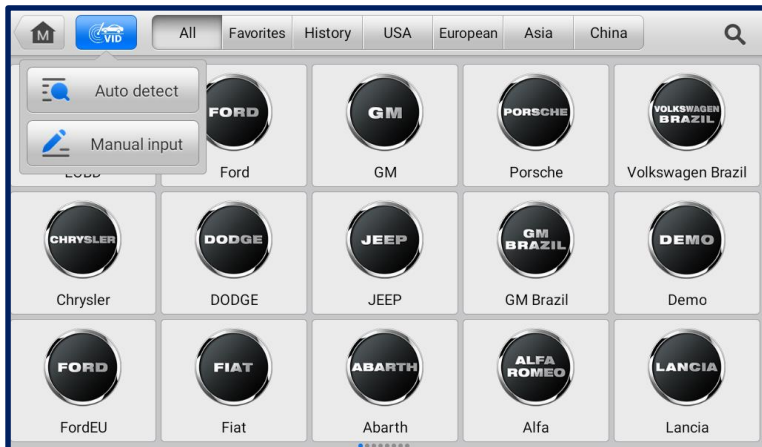 M
VID
All
Favorites
History
USA
European
Asia
China
Auto detect
Manual input
FORD
GM
PORSCHE
VOLKSWAGEN
BRAZIL
Ford
GM
Porsche
Volkswagen Brazil
CHRYSLER
DODGE
JEEP
GM
BRAZIL
DEMO
Chrysler
DODGE
JEEP
GM Brazil
Demo
FORD
FIAT
ABARTH
ALFA
ROMEO
LANCIA
FordEU
Fiat
Abarth
Alfa
Lancia